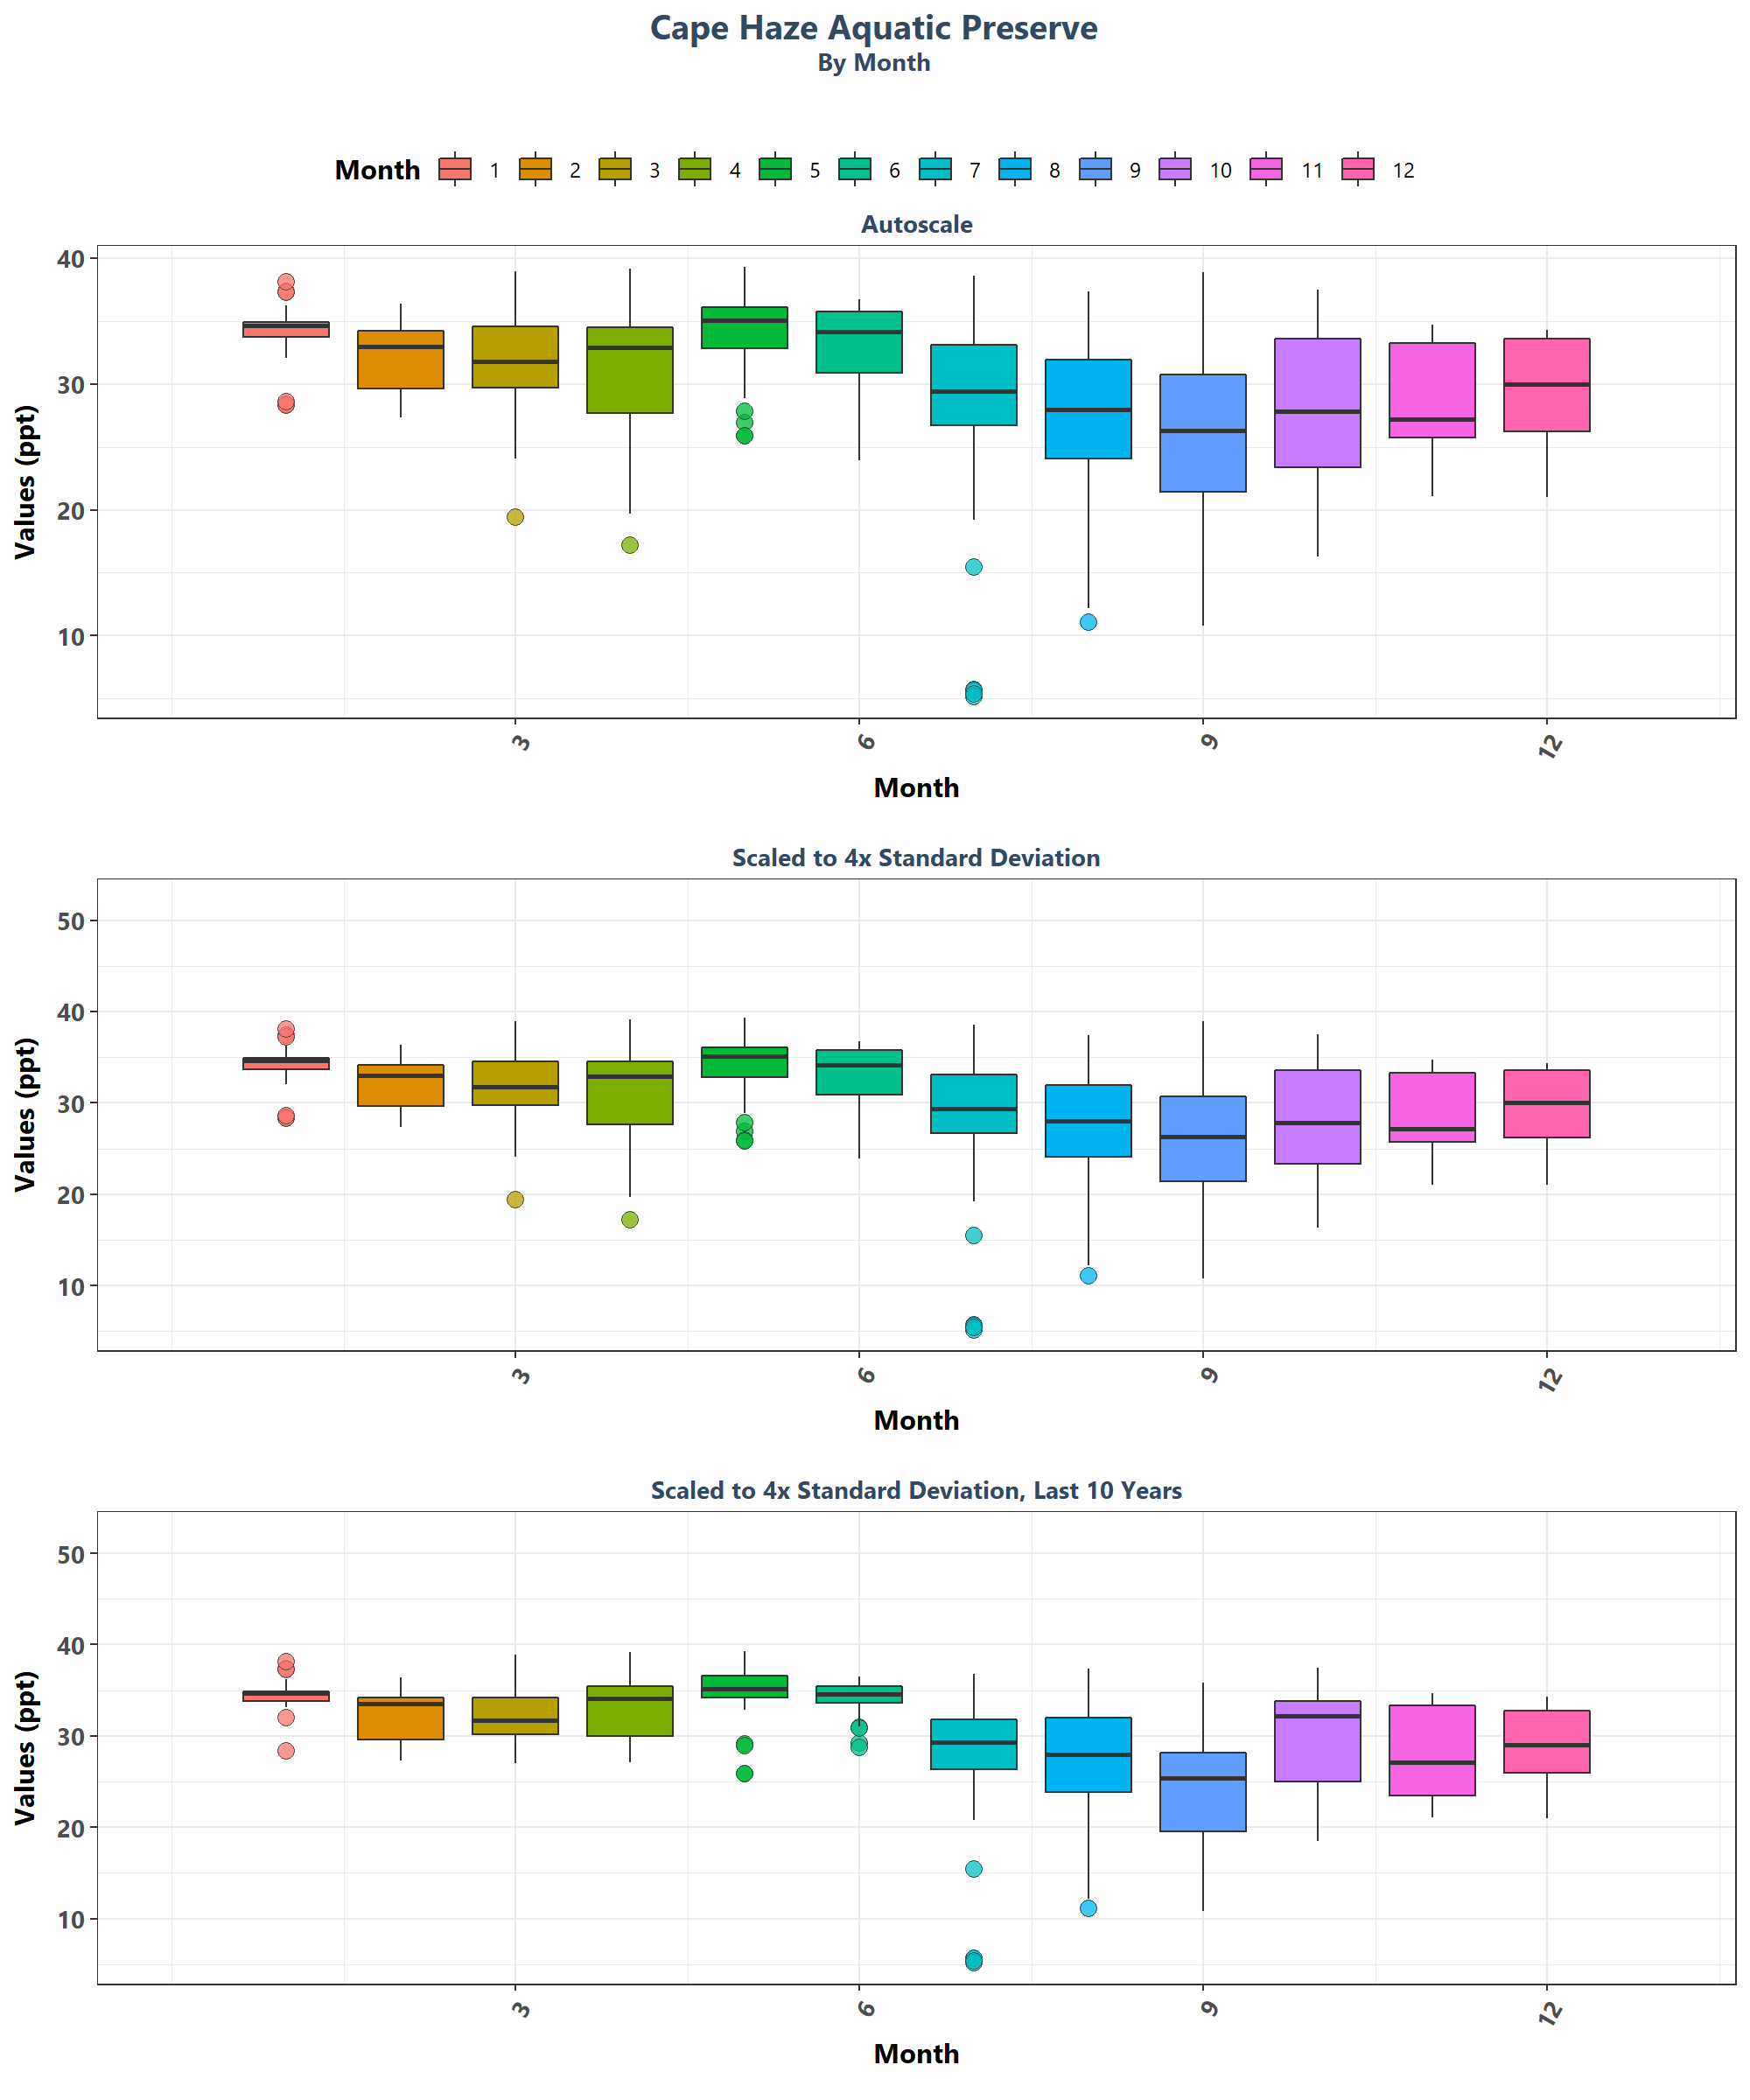 Cape Haze Aquatic Preserve
By Month
Month 1 2 3 4 5 6 7 8 9 10 11 12
Autoscale
Values (ppt)
40
30
20
10
3 6 9 12
Month
Scaled to 4x Standard Deviation
Values (ppt)
50
40
30
20
10
3 6 9 12
Month
Scaled to 4x Standard Deviation, Last 10 Years
Values (ppt)
50
40
30
20
10
3 6 9 12
Month